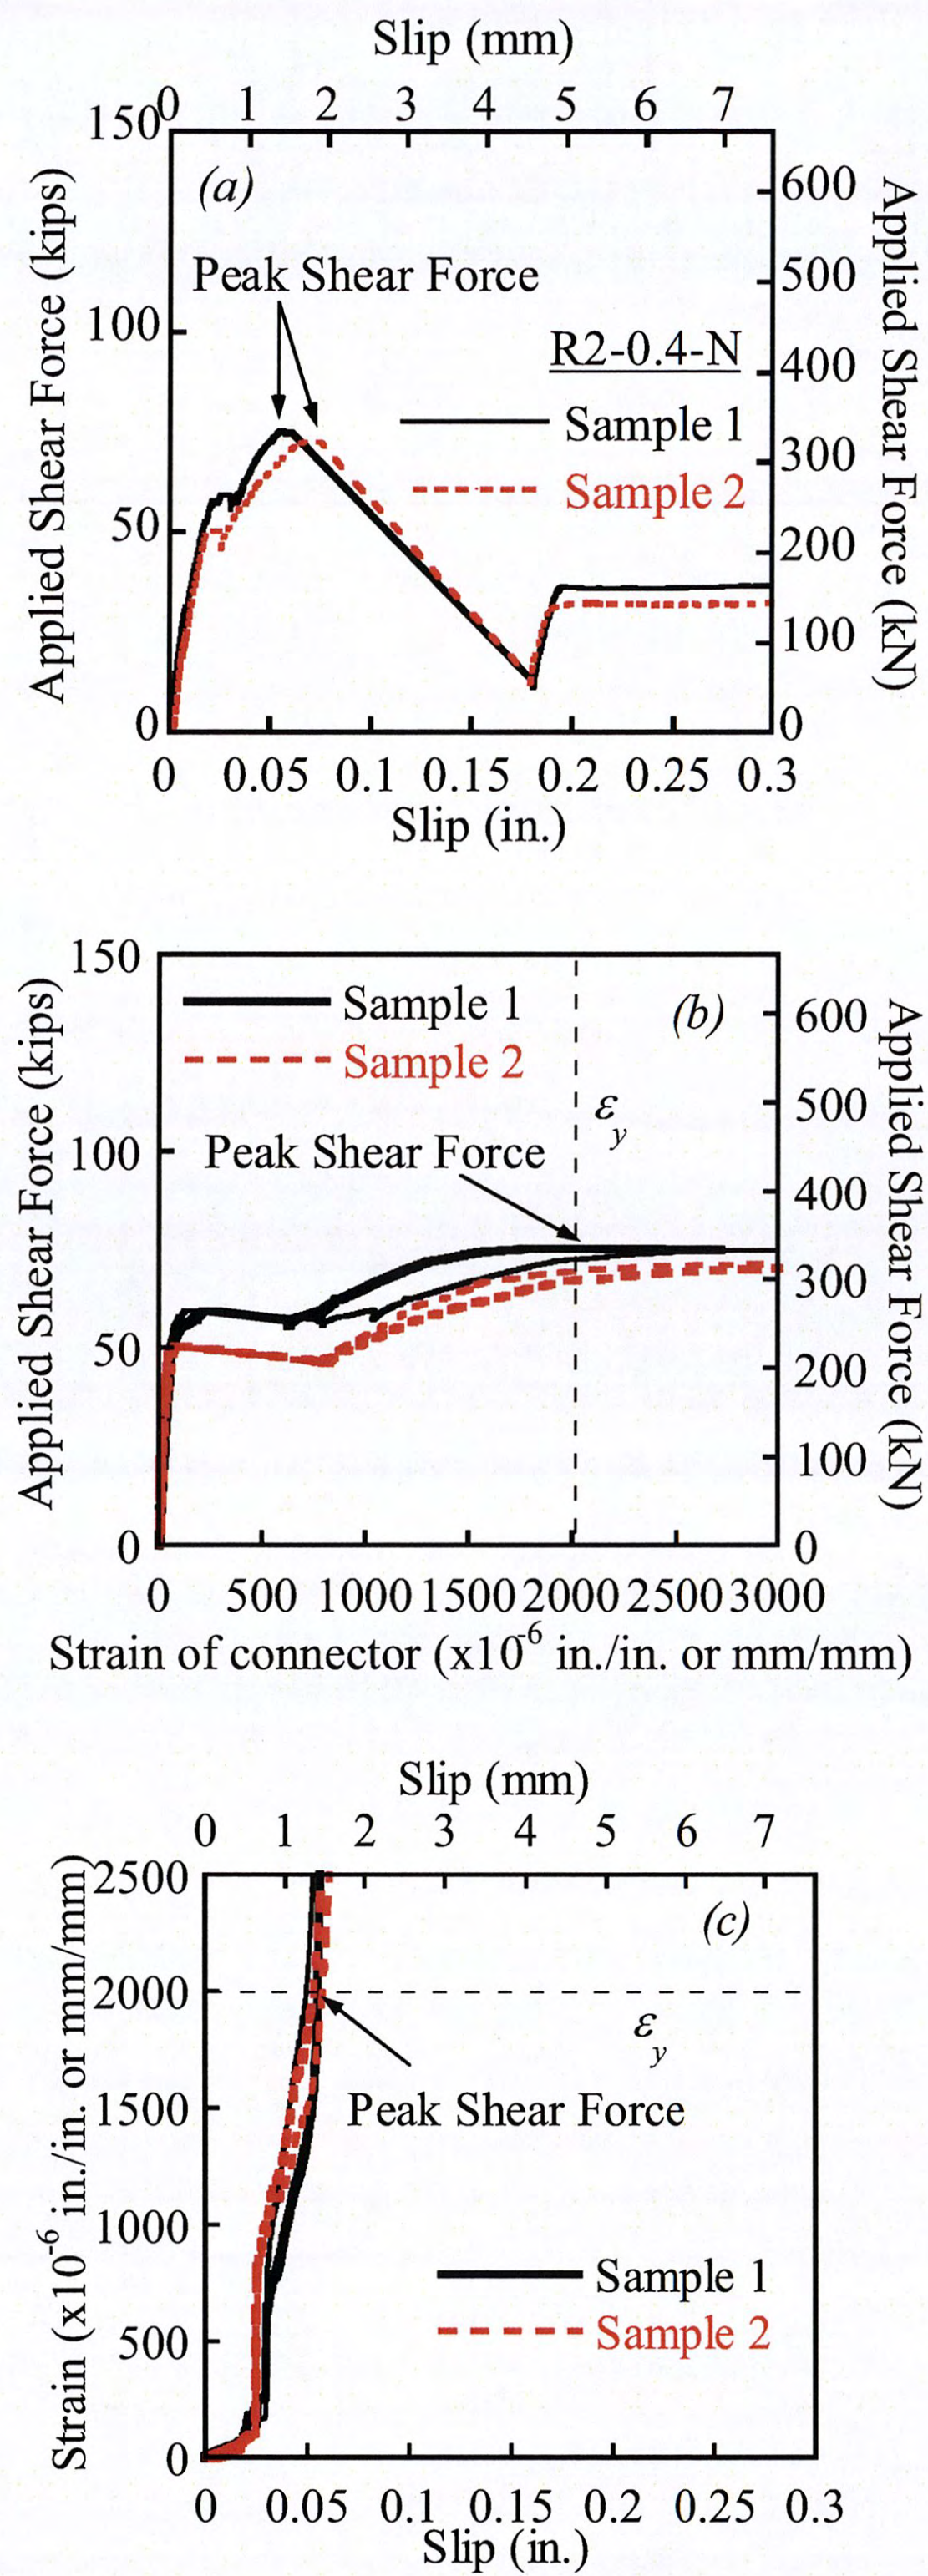 Slip (mm)
0 1 2 3 4 5 6 7
150
100
50
0
Applied Shear Force (kips)
(a)
Peak Shear Force
R2-0.4-N
Sample 1
Sample 2
600
500
400
300
200
100
0
Applied Shear Force (kN)
0 0.05 0.1 0.15 0.2 0.25 0.3
Slip (in.)
150
100
50
0
Applied Shear Force (kips)
Sample 1
Sample 2
(b)
εy
Peak Shear Force
600
500
400
300
200
100
0
Applied Shear Force (kN)
0 500 1000 1500 2000 2500 3000
Strain of connector (x10-6 in./in. or mm/mm)
Slip (mm)
0 1 2 3 4 5 6 7
2500
2000
1500
1000
500
0
Strain (x10-6 in./in. or mm/mm)
(c)
εy
Peak Shear Force
Sample 1
Sample 2
0 0.05 0.1 0.15 0.2 0.25 0.3
Slip (in.)